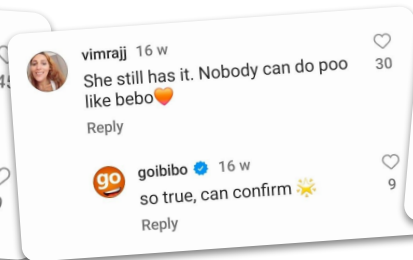 vimrajj 16 w
30
She still has it. Nobody can do poo
like bebo🧡
Reply
go
goibibo 16 w
9
so true, can confirm 🌟
Reply